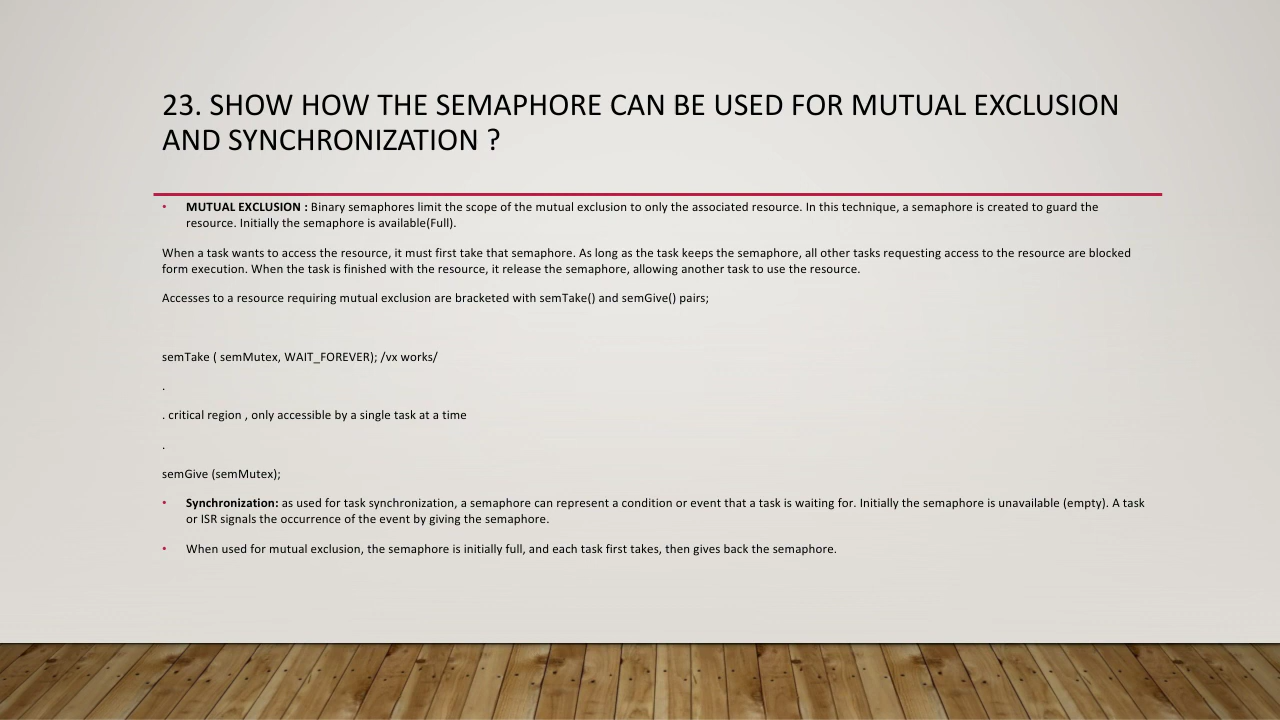 23. SHOW HOW THE SEMAPHORE CAN BE USED FOR MUTUAL EXCLUSION
AND SYNCHRONIZATION ?
• MUTUAL EXCLUSION : Binary semaphores limit the scope of the mutual exclusion to only the associated resource. In this technique, a semaphore is created to guard the
resource. Initially the semaphore is available(Full).
When a task wants to access the resource, it must first take that semaphore. As long as the task keeps the semaphore, all other tasks requesting access to the resource are blocked
form execution. When the task is finished with the resource, it release the semaphore, allowing another task to use the resource.
Accesses to a resource requiring mutual exclusion are bracketed with semTake() and semGive() pairs;
semTake ( semMutex, WAIT_FOREVER); /vx works/
.
. critical region , only accessible by a single task at a time
.
semGive (semMutex);
• Synchronization: as used for task synchronization, a semaphore can represent a condition or event that a task is waiting for. Initially the semaphore is unavailable (empty). A task
or ISR signals the occurrence of the event by giving the semaphore.
• When used for mutual exclusion, the semaphore is initially full, and each task first takes, then gives back the semaphore.